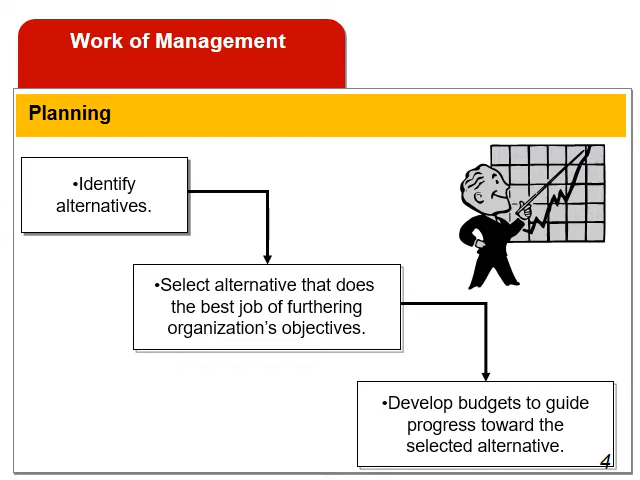 Work of Management
Planning
•Identify
alternatives.
•Select alternative that does
the best job of furthering
organization’s objectives.
•Develop budgets to guide
progress toward the
selected alternative.
4